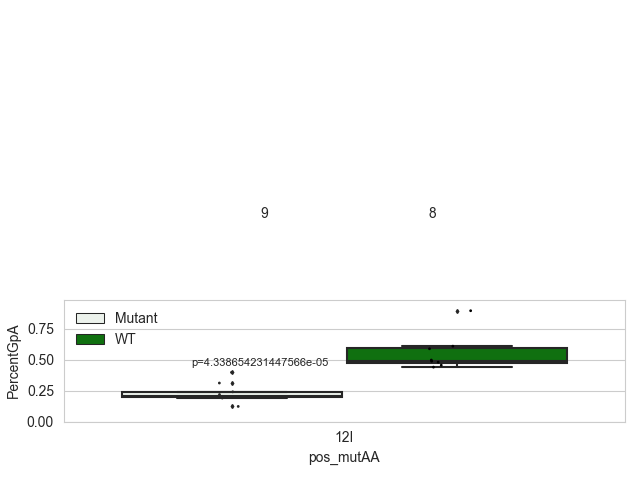 9 8
Mutant
WT
p=4.338654231447566e-05
0.75
0.50
0.25
0.00
PercentGpA
12I
pos_mutAA